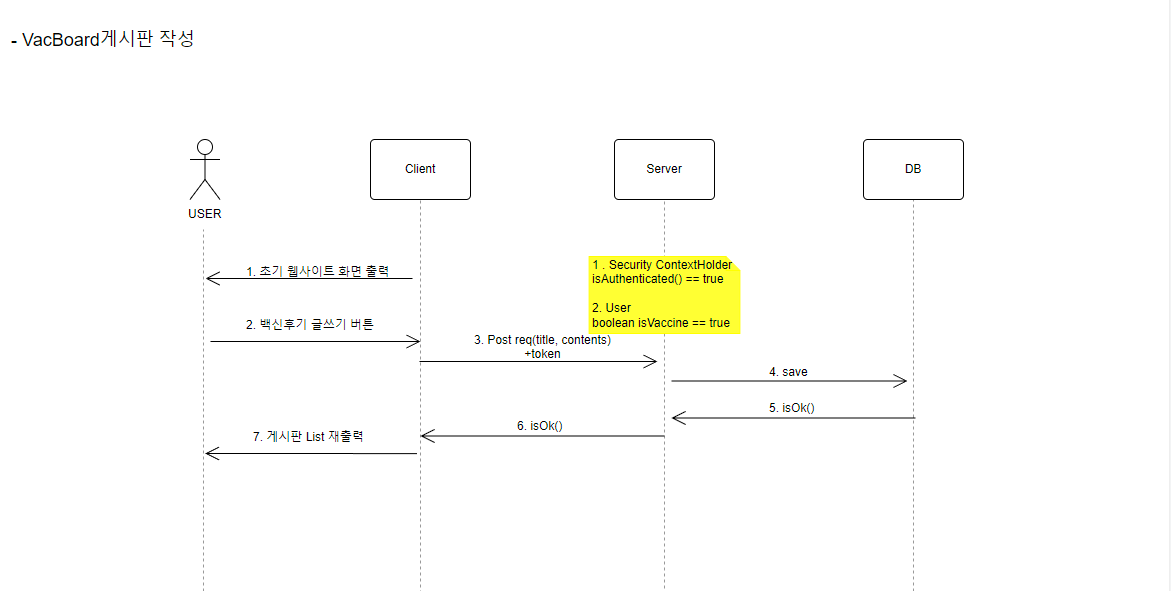 - VacBoard게시판 작성
USER
Client
Server
DB
1. 초기 웹사이트 화면 출력
1 . Security ContextHolder
isAuthenticated() == true
2. User
boolean isVaccine == true
2. 백신후기 글쓰기 버튼
3. Post req(title, contents)
+token
4. save
5. isOk()
6. isOk()
7. 게시판 List 재출력